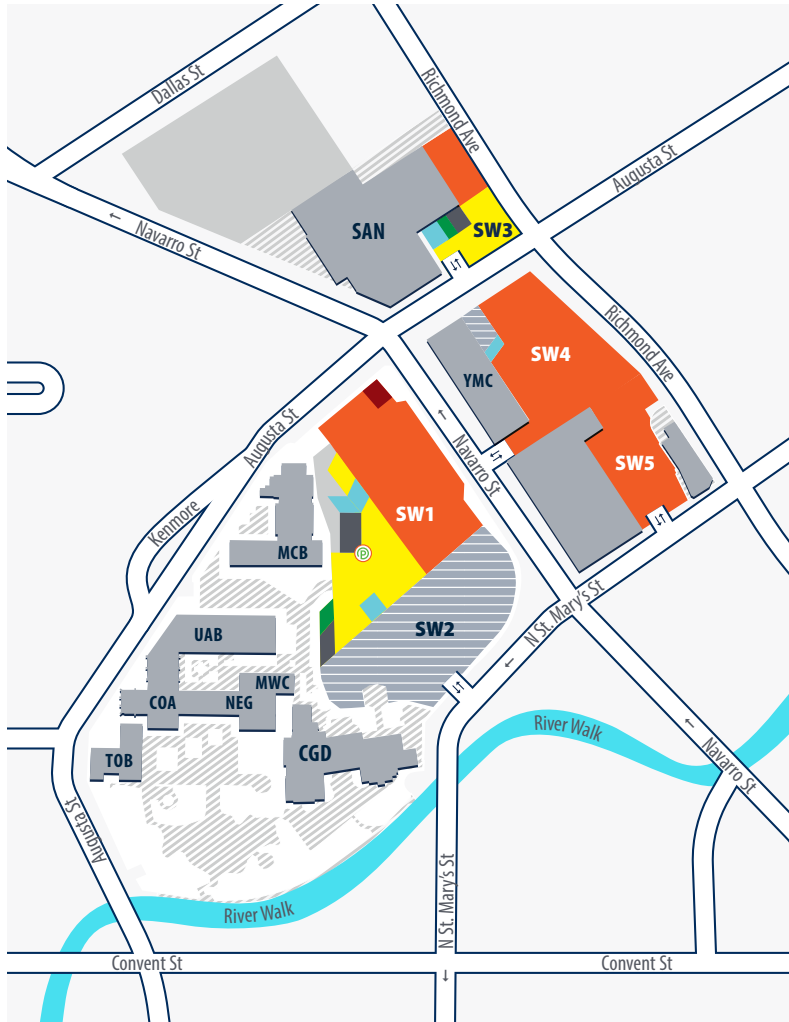 Dallas St
Richmond Ave
Augusta St
← Navarro St
SAN
SW3
Richmond Ave
YMC
SW4
Augusta St
← Navarro St
SW5
SW1
Kenmore
MCB
P
N St. Mary's St
←
UAB
SW2
MWC
COA
NEG
River Walk
← Navarro St
TOB
CGD
Augusta St
N St. Mary's St
River Walk
Convent St
Convent St